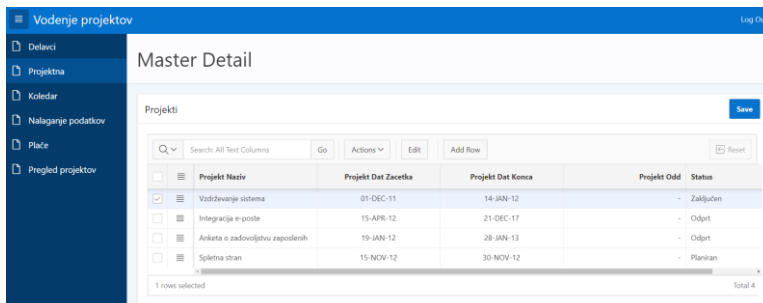 Vodenje projektov
Log Ou
Delavci
Projektna
Koledar
Nalaganje podatkov
Plače
Pregled projektov
Master Detail
Projekti
Save
Search: All Text Columns Go Actions Edit Add Row Reset
Projekt Naziv Projekt Dat Zacetka Projekt Dat Konca Projekt Odd Status
Vzdrževanje sistema 01-DEC-11 14-JAN-12 - Zaključen
Integracija e-poste 15-APR-12 21-DEC-17 - Odprt
Anketa o zadovoljstvu zaposlenih 19-JAN-12 28-JAN-13 - Odprt
Spletna stran 15-NOV-12 30-NOV-12 - Planiran
1 rows selected Total 4